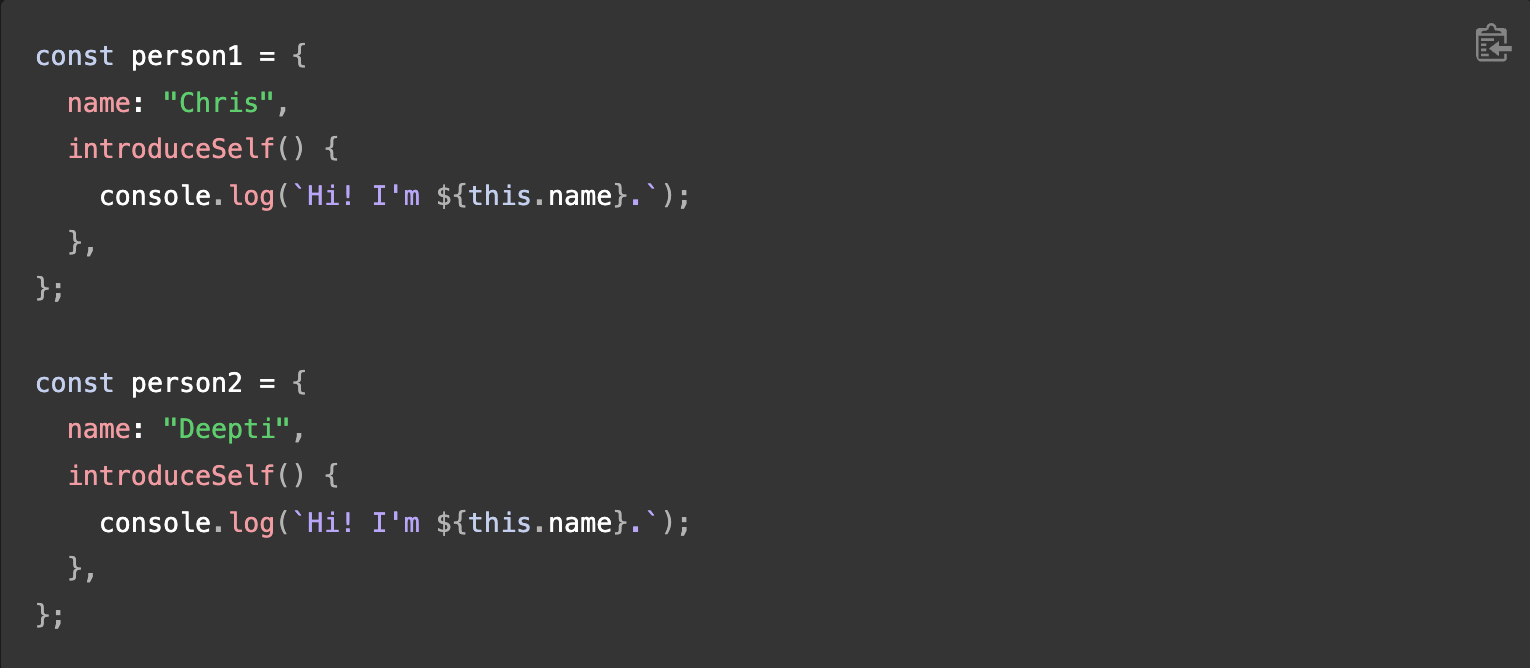 const person1 = {
  name: "Chris",
  introduceSelf() {
    console.log(`Hi! I'm ${this.name}.`);
  },
};

const person2 = {
  name: "Deepti",
  introduceSelf() {
    console.log(`Hi! I'm ${this.name}.`);
  },
};